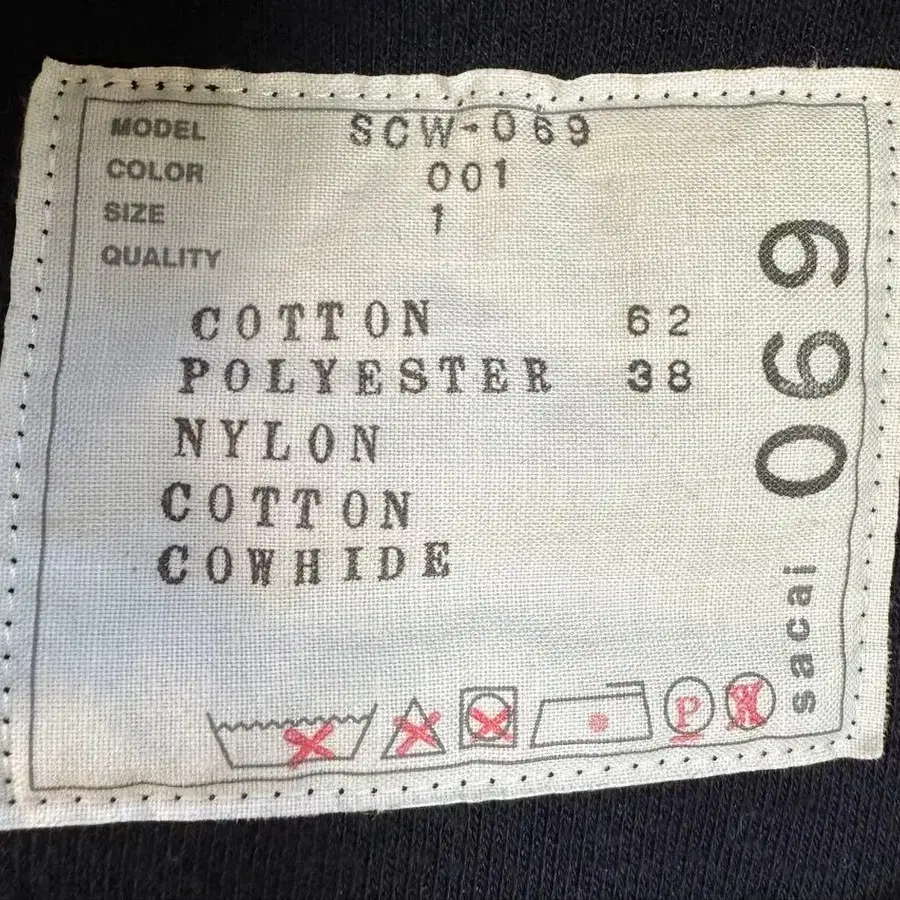 MODEL SCW-069
COLOR 001
SIZE 1
QUALITY
COTTON 62
POLYESTER 38
NYLON
COTTON
COWHIDE
P W
sacai 069